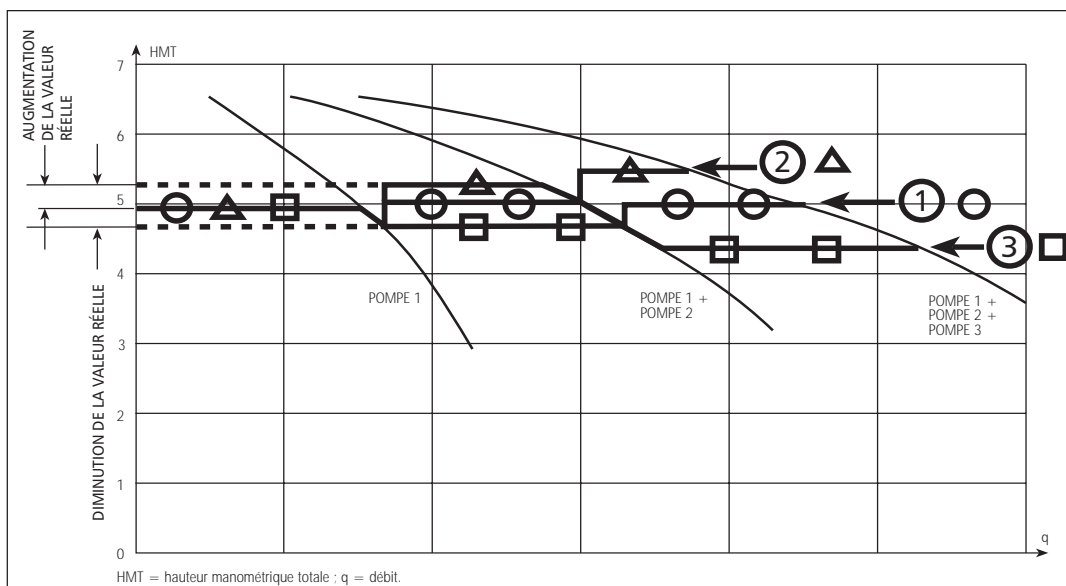 AUGMENTATION
DE LA VALEUR
RÉELLE
DIMINUTION DE LA VALEUR RÉELLE
HMT
7
6
5
4
3
2
1
0
2
1
3
POMPE 1
POMPE 1 +
POMPE 2
POMPE 1 +
POMPE 2 +
POMPE 3
q
HMT = hauteur manométrique totale ; q = débit.